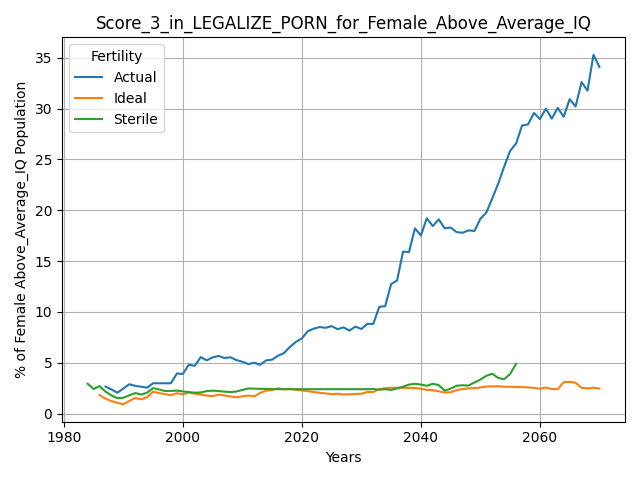 Score_3_in_LEGALIZE_PORN_for_Female_Above_Average_IQ
Fertility
Actual
Ideal
Sterile
% of Female Above_Average_IQ Population
35
30
25
20
15
10
5
0
1980
2000
2020
2040
2060
Years